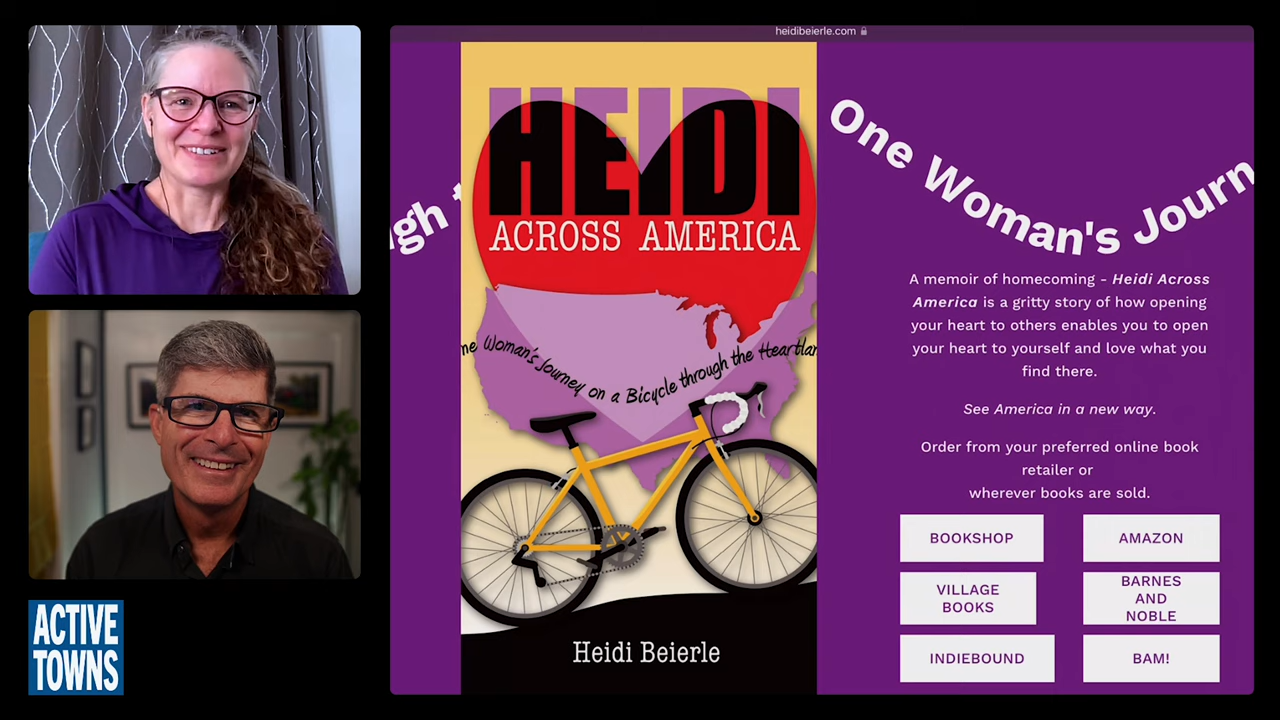 heidibeierle.com
HEIDI
ACROSS AMERICA
ne Woman's Journey on a Bicycle through the Heartlan
Heidi Beierle
ugh t
One Woman's Journ
A memoir of homecoming - Heidi Across
America is a gritty story of how opening
your heart to others enables you to open
your heart to yourself and love what you
find there.
See America in a new way.
Order from your preferred online book
retailer or
wherever books are sold.
BOOKSHOP
AMAZON
VILLAGE
BOOKS
BARNES
AND
NOBLE
INDIEBOUND
BAM!
ACTIVE
TOWNS